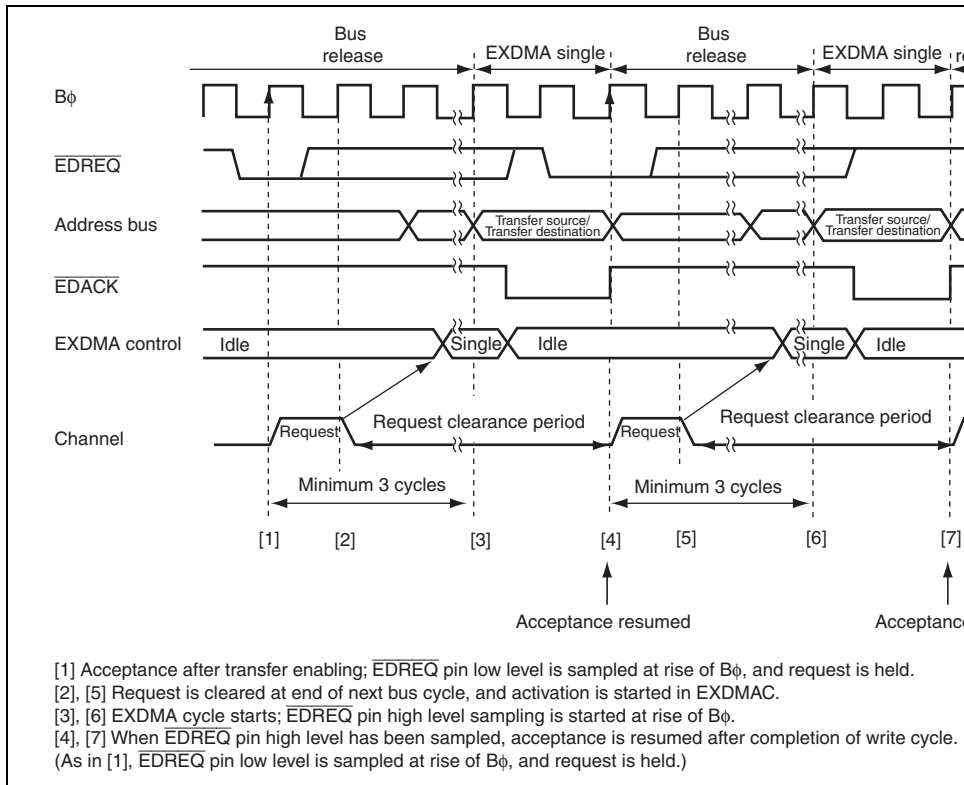 Bus Bus
release EXDMA single release EXDMA single re
Bϕ
EDREQ
Address bus
Transfer source/ Transfer source/
Transfer destination Transfer destination
EDACK
EXDMA control Idle Single Idle Single Idle
Channel Request Request clearance period Request Request clearance period
Minimum 3 cycles Minimum 3 cycles
[1] [2] [3] [4] [5] [6] [7]
Acceptance resumed Acceptance
[1] Acceptance after transfer enabling; EDREQ pin low level is sampled at rise of Bϕ, and request is held.
[2], [5] Request is cleared at end of next bus cycle, and activation is started in EXDMAC.
[3], [6] EXDMA cycle starts; EDREQ pin high level sampling is started at rise of Bϕ.
[4], [7] When EDREQ pin high level has been sampled, acceptance is resumed after completion of write cycle.
(As in [1], EDREQ pin low level is sampled at rise of Bϕ, and request is held.)